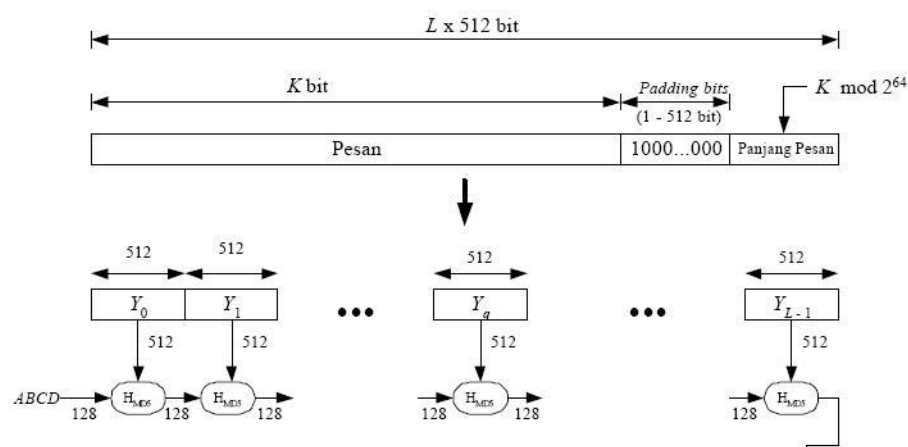 L x 512 bit
K bit
Padding bits
(1 - 512 bit)
K mod 2^64
Pesan
1000...000
Panjang Pesan
512
512
512
512
Y_0
Y_1
Y_q
Y_{L - 1}
512
512
512
512
ABCD
128
H_MD5
128
H_MD5
128
128
H_MD5
128
128
H_MD5